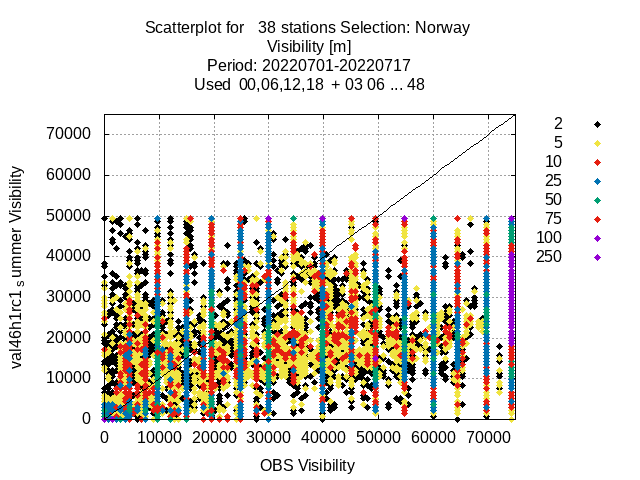 Scatterplot for 38 stations Selection: Norway
Visibility [m]
Period: 20220701-20220717
Used 00,06,12,18 + 03 06 ... 48
val46h1rc1 s ummer Visibility
70000
60000
50000
40000
30000
20000
10000
0
0 10000 20000 30000 40000 50000 60000 70000
OBS Visibility
2
5
10
25
50
75
100
250